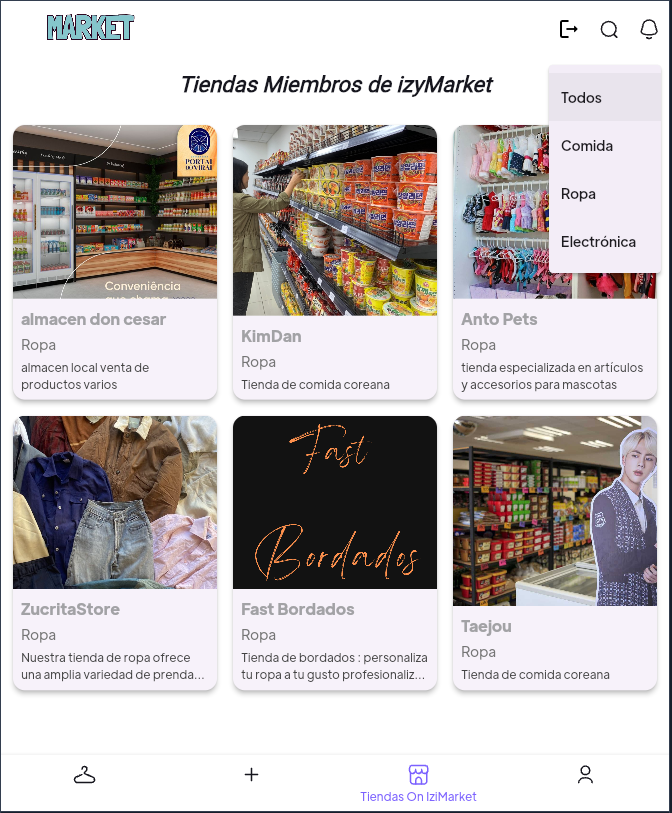 MARKET
Tiendas Miembros de izyMarket
Todos
Comida
Ropa
Electrónica
PORTAL
DON VITAL
Conveniência
almacen don cesar
Ropa
almacen local venta de
productos varios
KimDan
Ropa
Tienda de comida coreana
Anto Pets
Ropa
tienda especializada en artículos
y accesorios para mascotas
Fast
Bordados
ZucritaStore
Ropa
Nuestra tienda de ropa ofrece
una amplia variedad de prenda...
Fast Bordados
Ropa
Tienda de bordados : personaliza
tu ropa a tu gusto profesionaliz...
Taejou
Ropa
Tienda de comida coreana
Tiendas On IziMarket